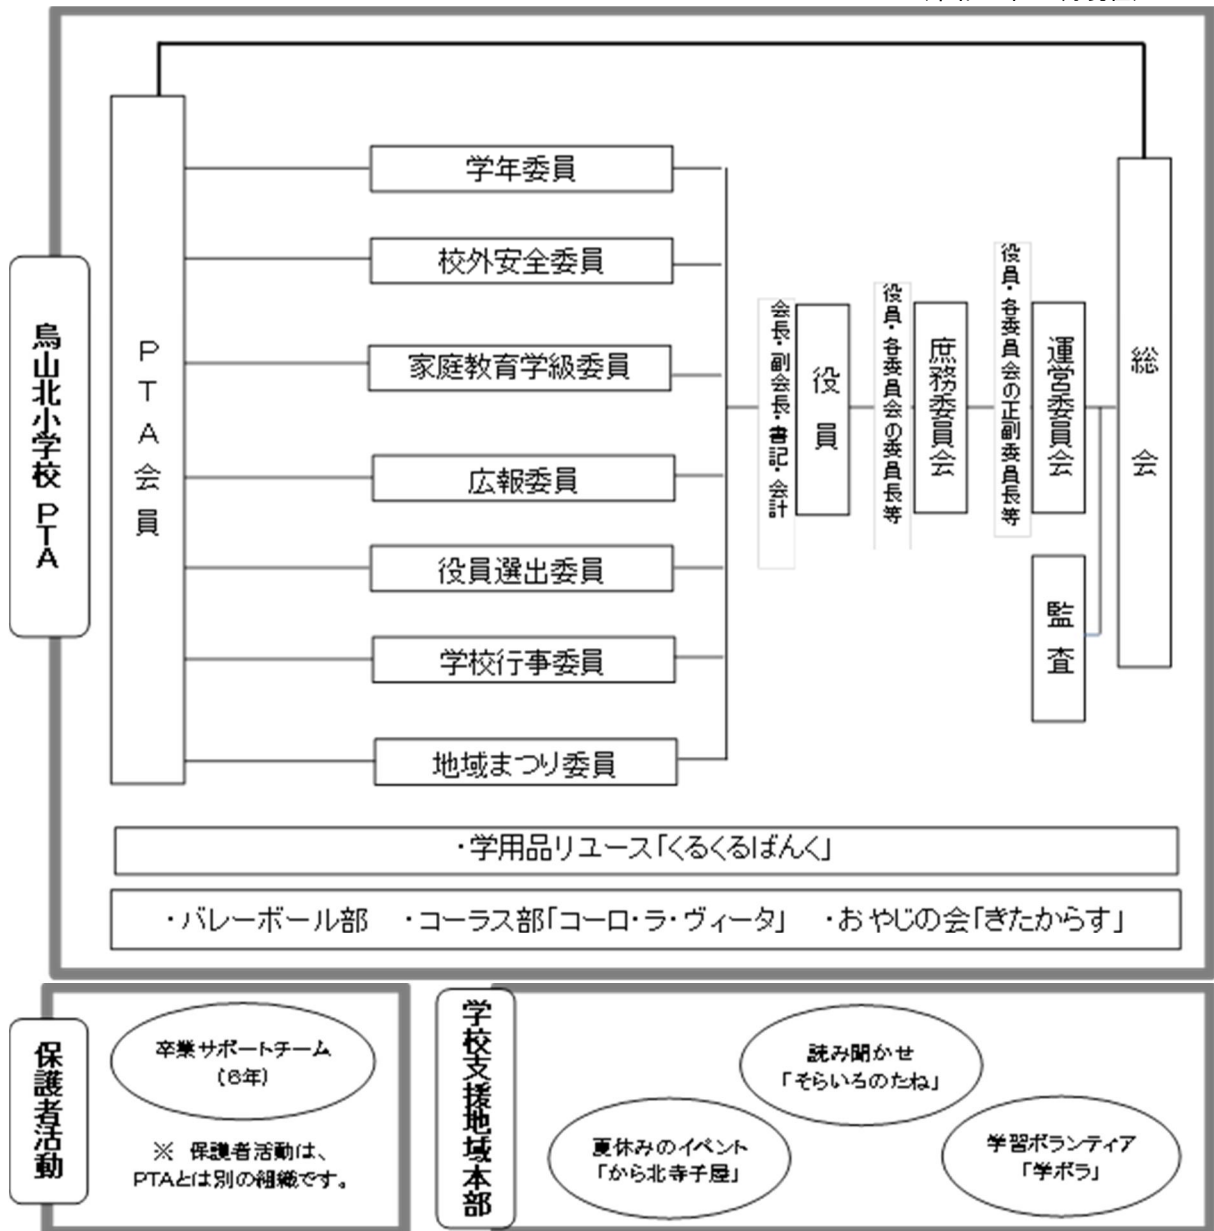 烏山北小学校 PTA
PTA会員
学年委員
校外安全委員
家庭教育学級委員
広報委員
役員選出委員
学校行事委員
地域まつり委員
会長・副会長・書記・会計
役員
役員・各委員会の委員長等
庶務委員会
役員・各委員会の正副委員長等
運営委員会
監査
総会
・学用品リユース「くるくるばんく」
・バレーボール部　・コーラス部「コーロ・ラ・ヴィータ」　・おやじの会「きたからす」
保護者活動
卒業サポートチーム
(6年)
※ 保護者活動は、
PTAとは別の組織です。
学校支援地域本部
読み聞かせ
「そらいろのたね」
夏休みのイベント
「から北寺子屋」
学習ボランティア
「学ボラ」